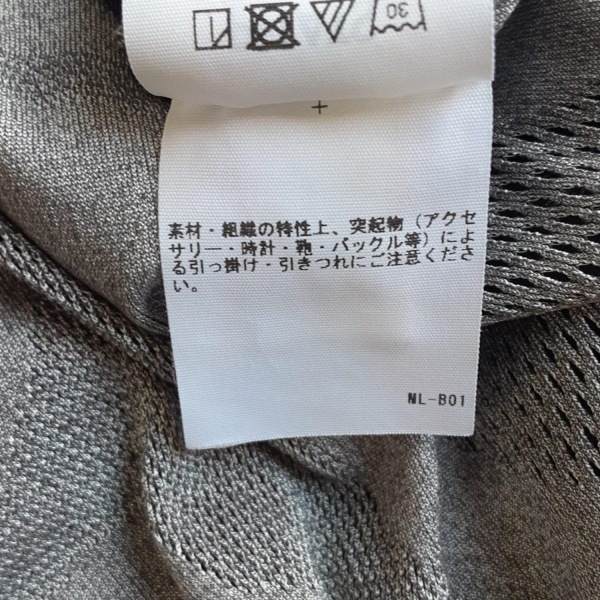 30
+
素材・組織の特性上、突起物（アクセ
サリー・時計・鞄・バックル等）によ
る引っ掛け・引きつれにご注意くださ
い。
NL-B01